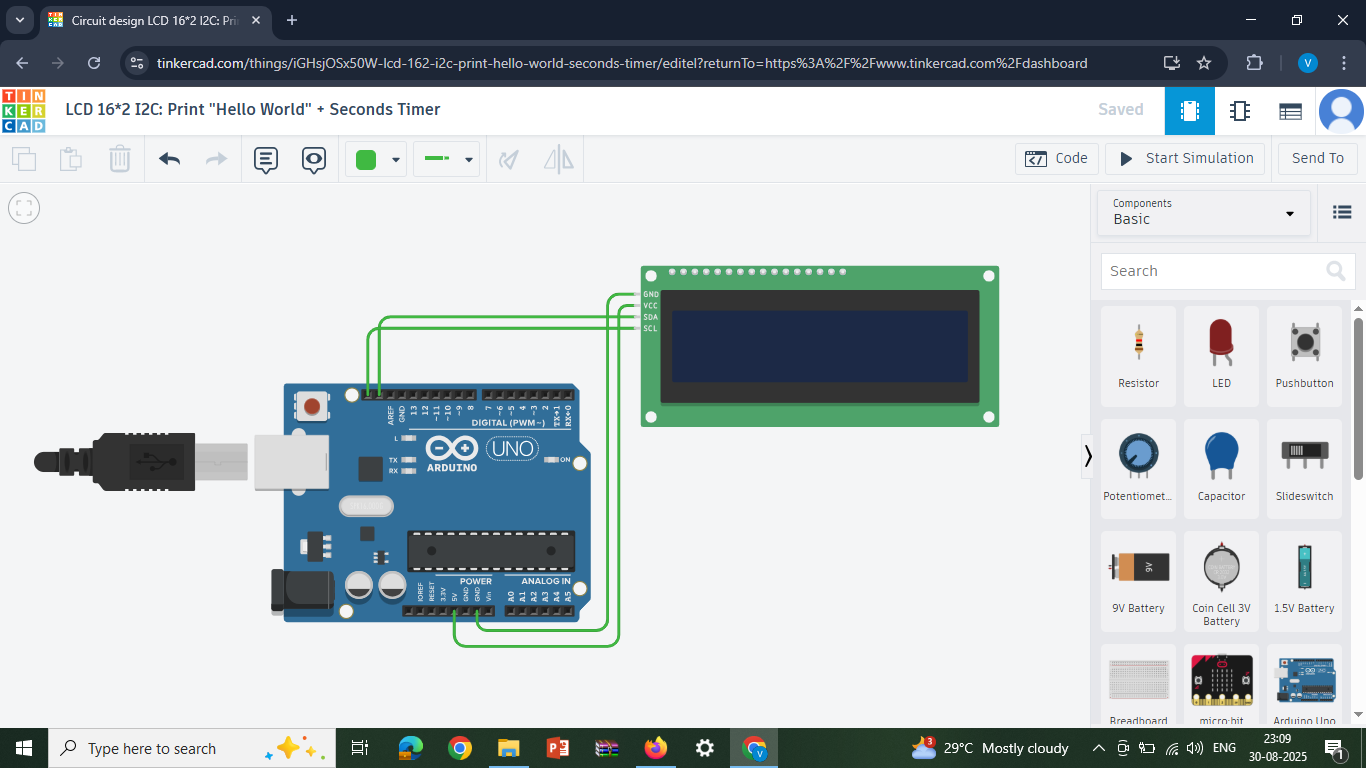 Circuit design LCD 16*2 I2C: Pri
tinkercad.com/things/iGHsjOSx50W-lcd-162-i2c-print-hello-world-seconds-timer/editel?returnTo=https%3A%2F%2Fwww.tinkercad.com%2Fdashboard
V
TIN
KER
CAD
LCD 16*2 I2C: Print "Hello World" + Seconds Timer
Saved
Code
Start Simulation
Send To
Components
Basic
Search
Resistor
LED
Pushbutton
Potentiomet...
Capacitor
Slideswitch
9V
9V Battery
Coin Cell 3V Battery
1.5V Battery
Breadboard
micro:bit
Arduino Uno
GND
VCC
SDA
SCL
AREF
GND
13
12
~11
~10
~9
8
7
~6
~5
4
~3
2
TX→1
RX←0
DIGITAL (PWM~)
L
TX
RX
ARDUINO
UNO
ON
POWER
ANALOG IN
IOREF
RESET
3.3V
5V
GND
GND
Vin
A0
A1
A2
A3
A4
A5
Type here to search
3
29°C Mostly cloudy
ENG
23:09
30-08-2025
1